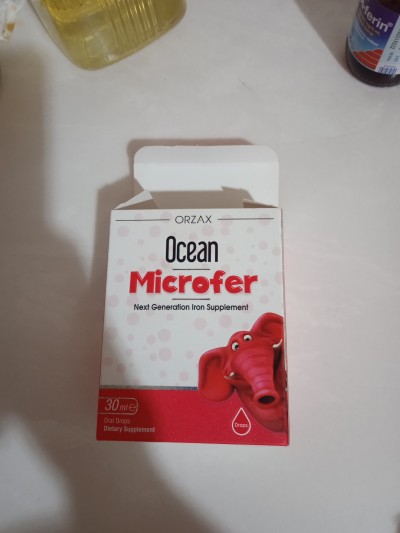 ORZAX
Ocean
Microfer
Next Generation Iron Supplement
30 ml e
Oral Drops
Dietary Supplement
Drops